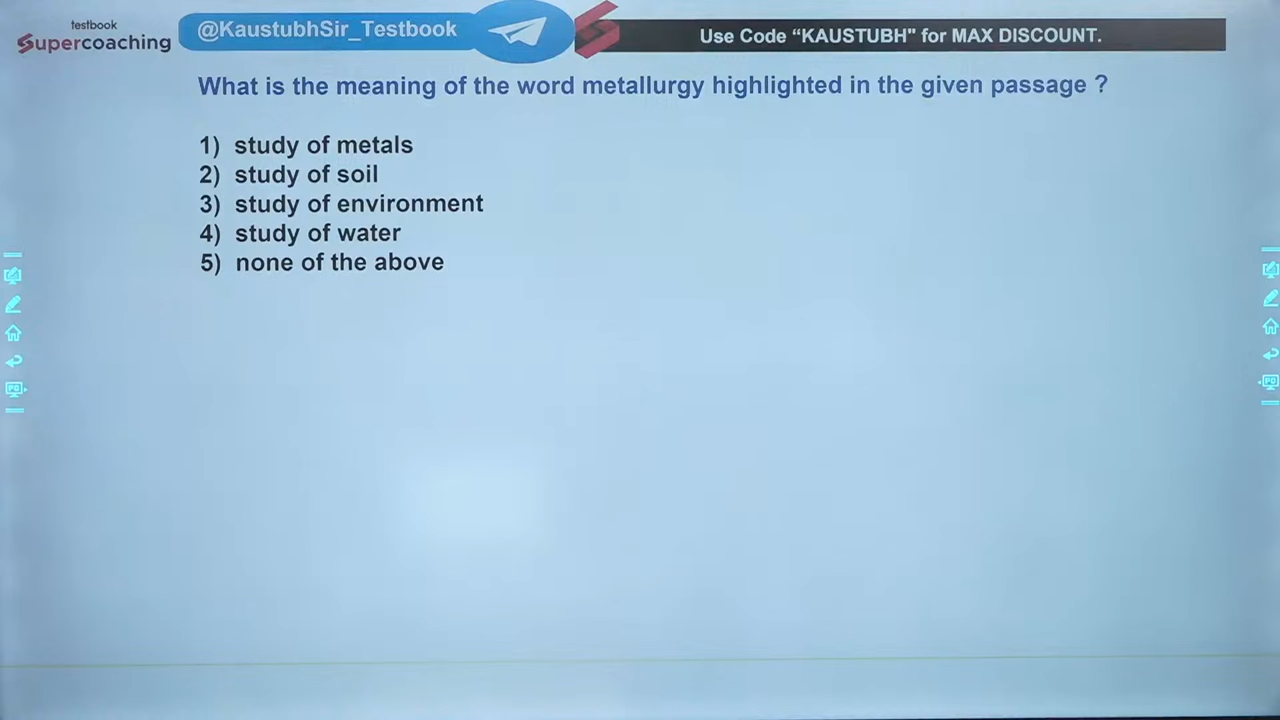 testbook
Supercoaching
@KaustubhSir_Testbook
Use Code “KAUSTUBH" for MAX DISCOUNT.
What is the meaning of the word metallurgy highlighted in the given passage ?
1) study of metals
2) study of soil
3) study of environment
4) study of water
5) none of the above